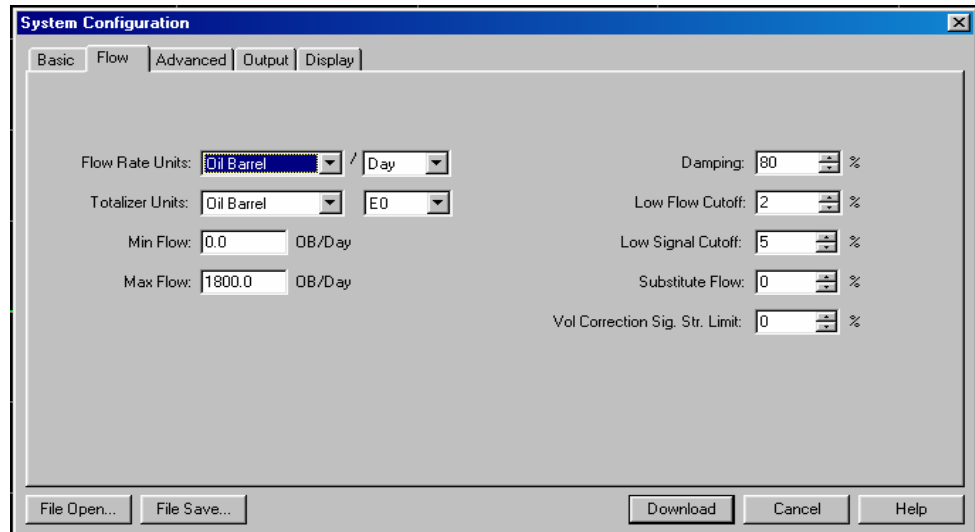 System Configuration
Basic Flow Advanced Output Display
Flow Rate Units: Oil Barrel / Day
Totalizer Units: Oil Barrel E0
Min Flow: 0.0 OB/Day
Max Flow: 1800.0 OB/Day
Damping: 80 %
Low Flow Cutoff: 2 %
Low Signal Cutoff: 5 %
Substitute Flow: 0 %
Vol Correction Sig. Str. Limit: 0 %
File Open... File Save... Download Cancel Help